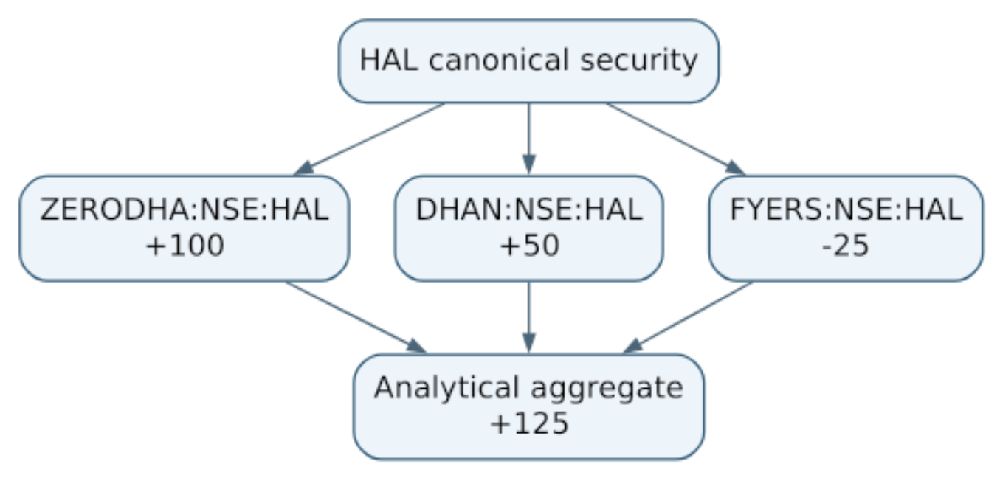 HAL canonical security
ZERODHA:NSE:HAL
+100
DHAN:NSE:HAL
+50
FYERS:NSE:HAL
-25
Analytical aggregate
+125